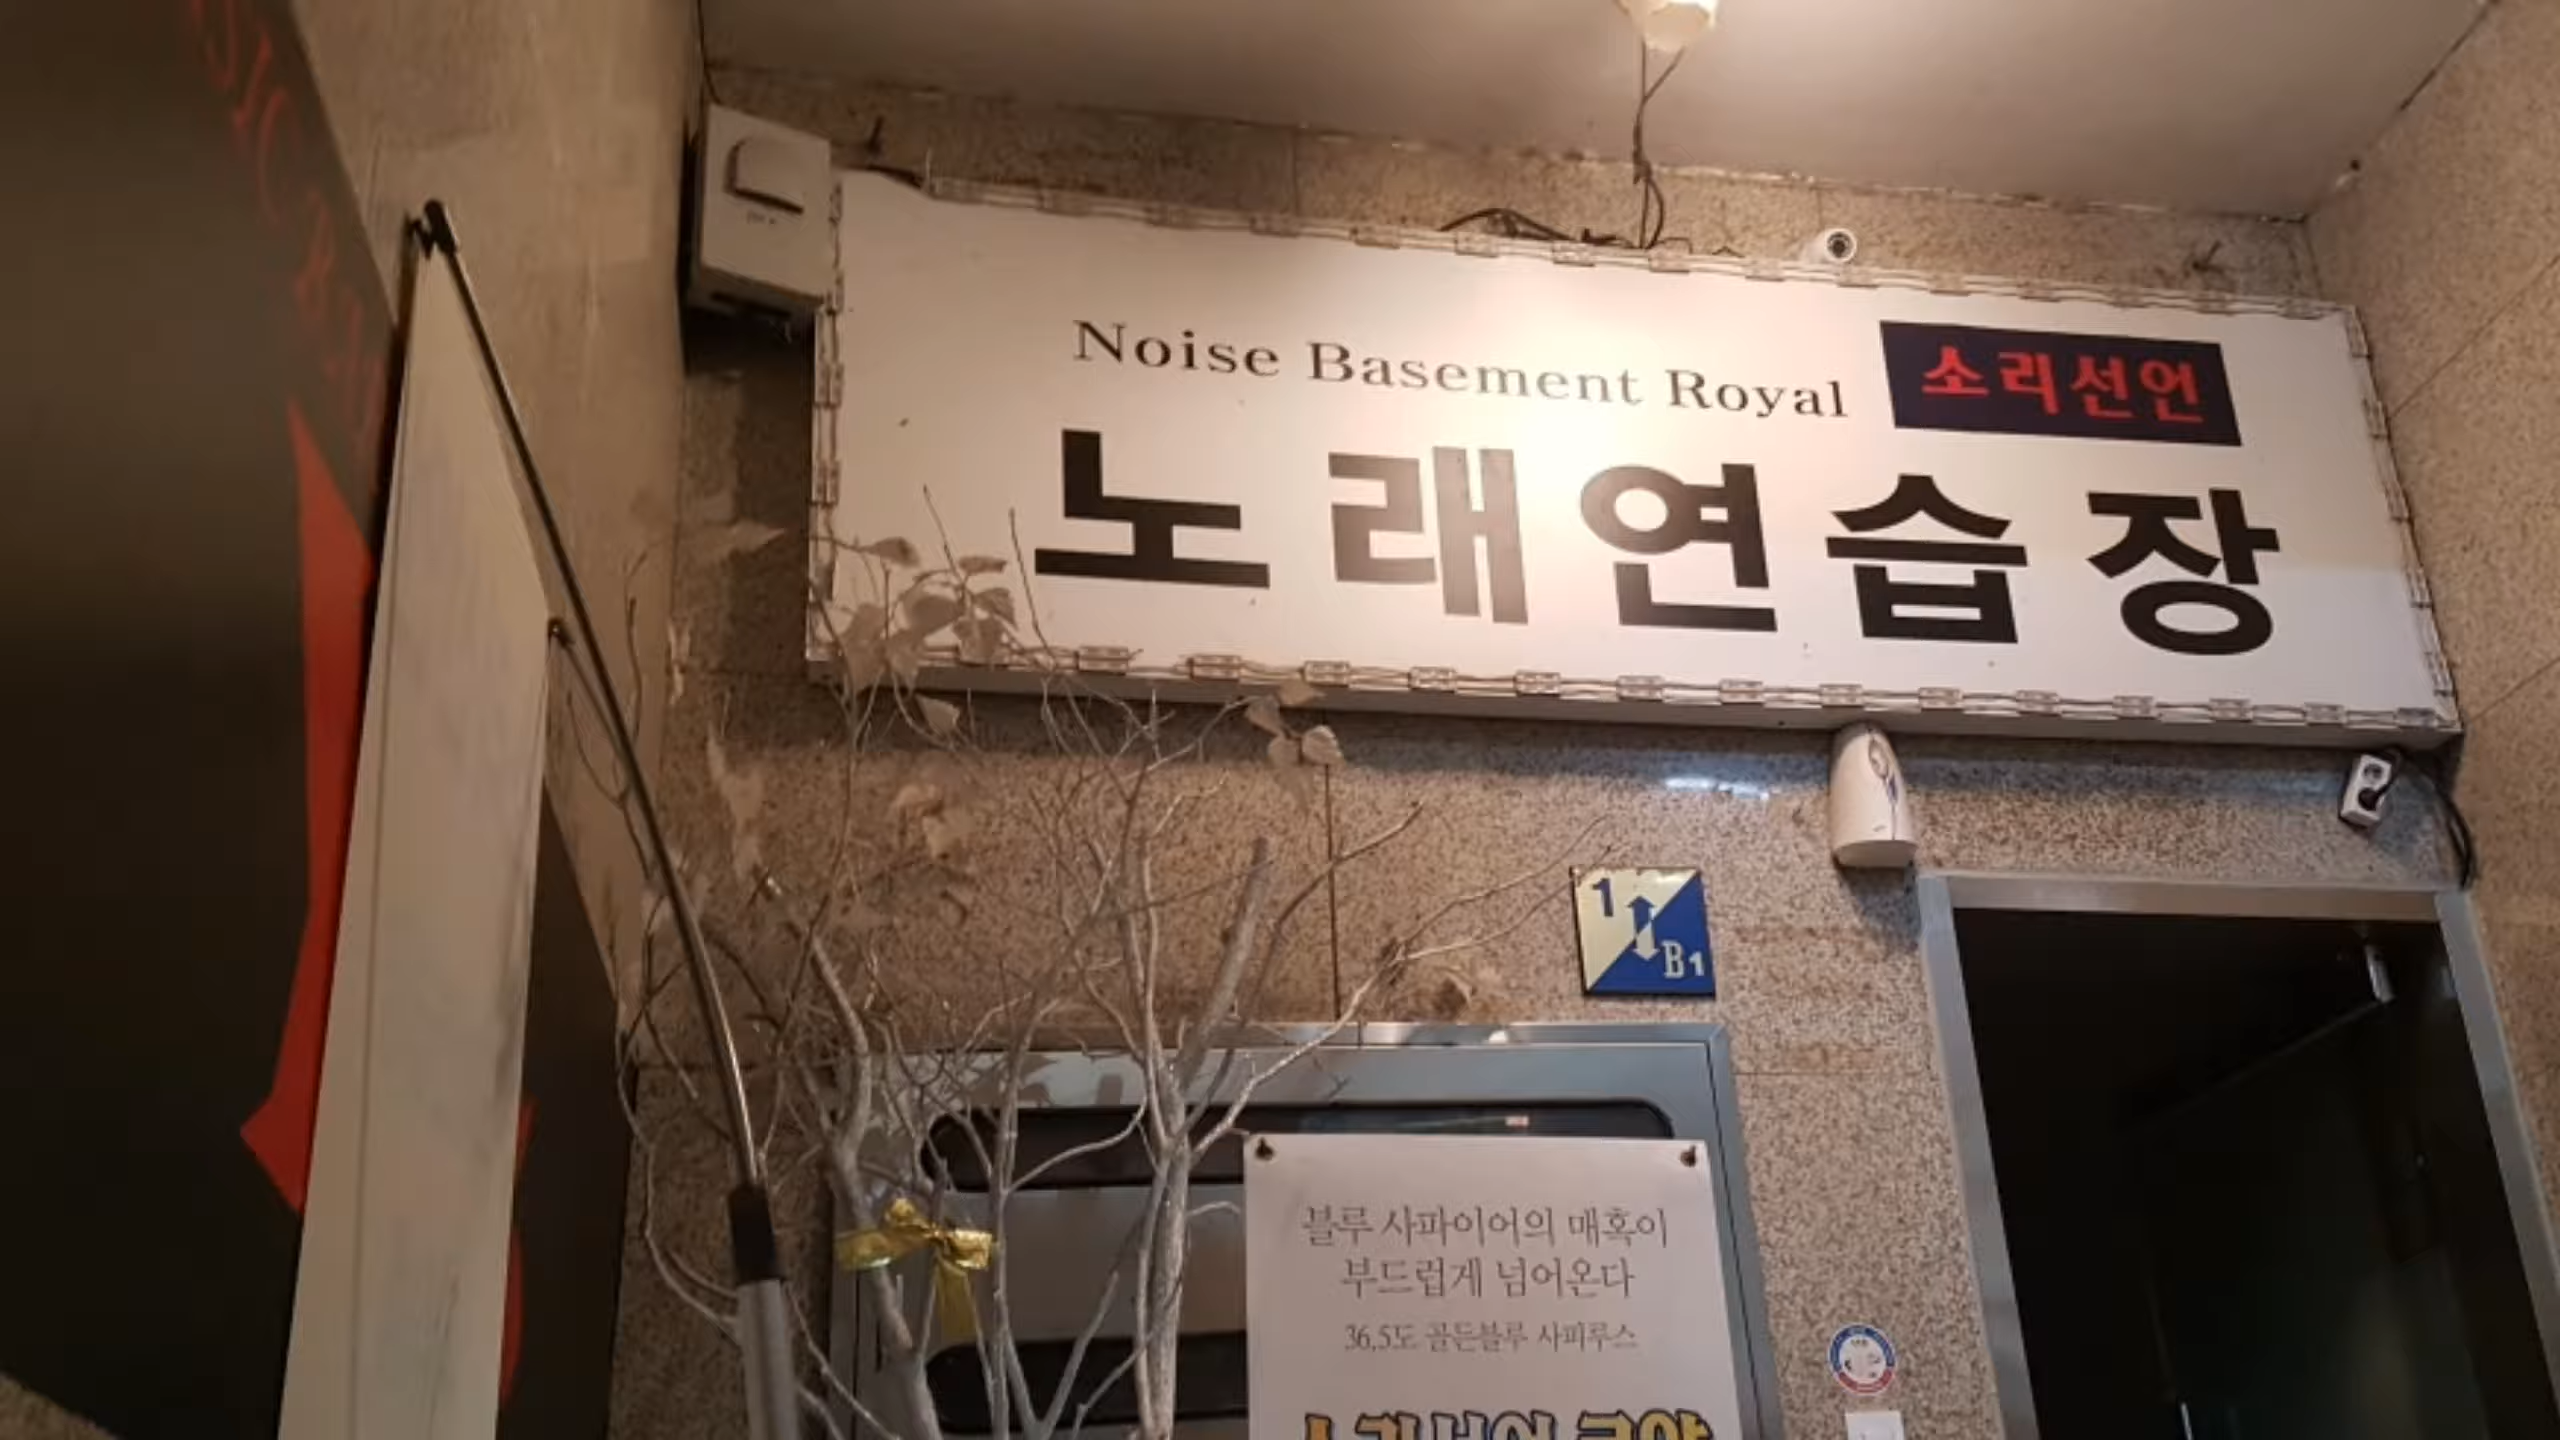 Noise Basement Royal 소리선언
노래연습장
1
B1
블루 사파이어의 매혹이
부드럽게 넘어온다
36.5도 골든블루 사피루스